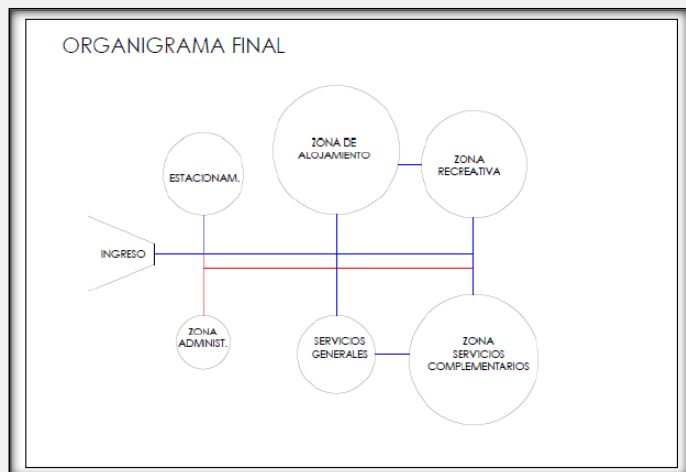 ORGANIGRAMA FINAL
ZONA DE
ALOJAMIENTO
ZONA
RECREATIVA
ESTACIONAM.
INGRESO
ZONA
ADMINIST.
SERVICIOS
GENERALES
ZONA
SERVICIOS
COMPLEMENTARIOS